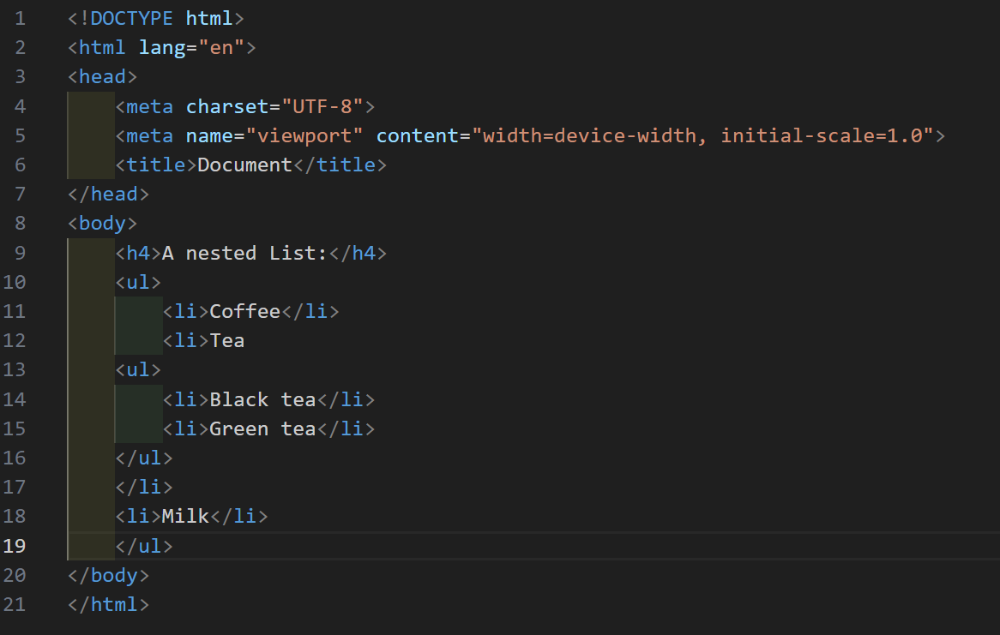 1 <!DOCTYPE html>
2 <html lang="en">
3 <head>
4     <meta charset="UTF-8">
5     <meta name="viewport" content="width=device-width, initial-scale=1.0">
6     <title>Document</title>
7 </head>
8 <body>
9     <h4>A nested List:</h4>
10     <ul>
11         <li>Coffee</li>
12         <li>Tea
13     <ul>
14         <li>Black tea</li>
15         <li>Green tea</li>
16     </ul>
17     </li>
18     <li>Milk</li>
19     </ul>
20 </body>
21 </html>